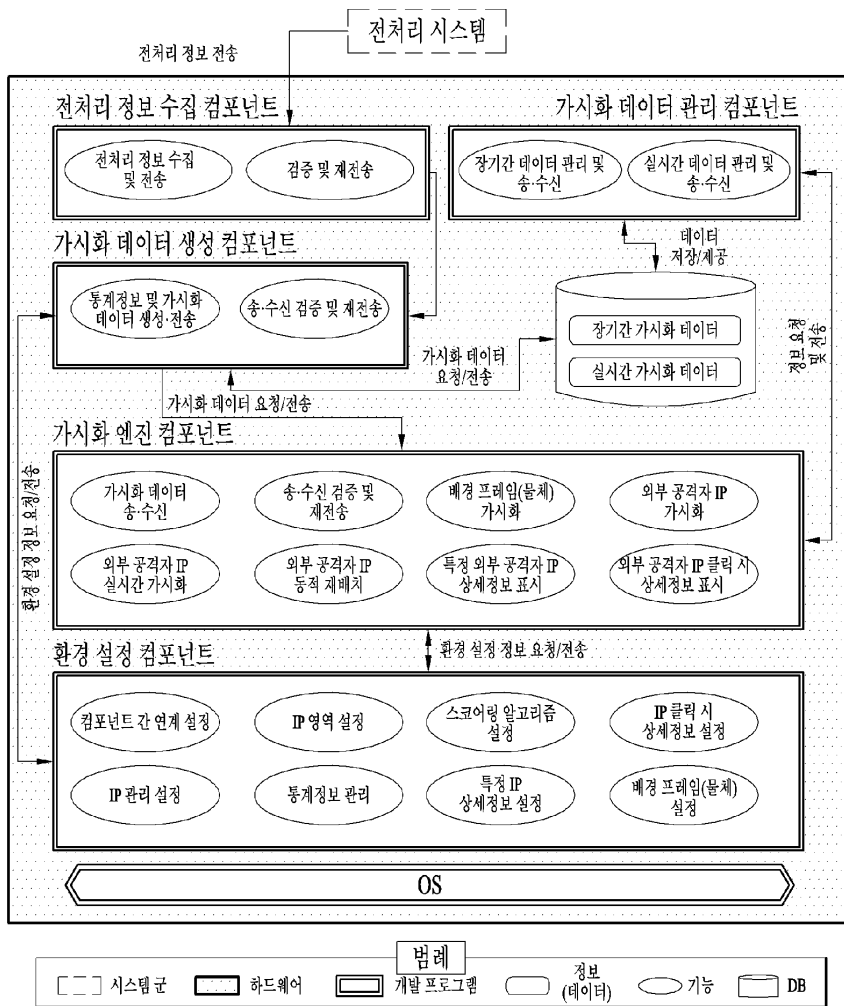 전처리 시스템
전처리 정보 전송
전처리 정보 수집 컴포넌트
전처리 정보 수집
및 전송
검증 및 재전송
가시화 데이터 관리 컴포넌트
장기간 데이터 관리 및
송·수신
실시간 데이터 관리 및
송·수신
데이터
저장/제공
가시화 데이터 생성 컴포넌트
통계정보 및 가시화
데이터 생성·전송
송·수신 검증 및 재전송
장기간 가시화 데이터
실시간 가시화 데이터
가시화 데이터
요청/전송
정보 요청
및 전송
가시화 데이터 요청/전송
가시화 엔진 컴포넌트
가시화 데이터
송·수신
송·수신 검증 및
재전송
배경 프레임(물체)
가시화
외부 공격자 IP
가시화
외부 공격자 IP
실시간 가시화
외부 공격자 IP
동적 재배치
특정 외부 공격자 IP
상세정보 표시
외부 공격자 IP 클릭 시
상세정보 표시
환경 설정 정보 요청/전송
환경 설정 정보 요청/전송
환경 설정 컴포넌트
컴포넌트 간 연계 설정
IP 영역 설정
스코어링 알고리즘
설정
IP 클릭 시
상세정보 설정
IP 관리 설정
통계정보 관리
특정 IP
상세정보 설정
배경 프레임(물체)
설정
OS
범례
시스템 군
하드웨어
개발 프로그램
정보
(데이터)
기능
DB